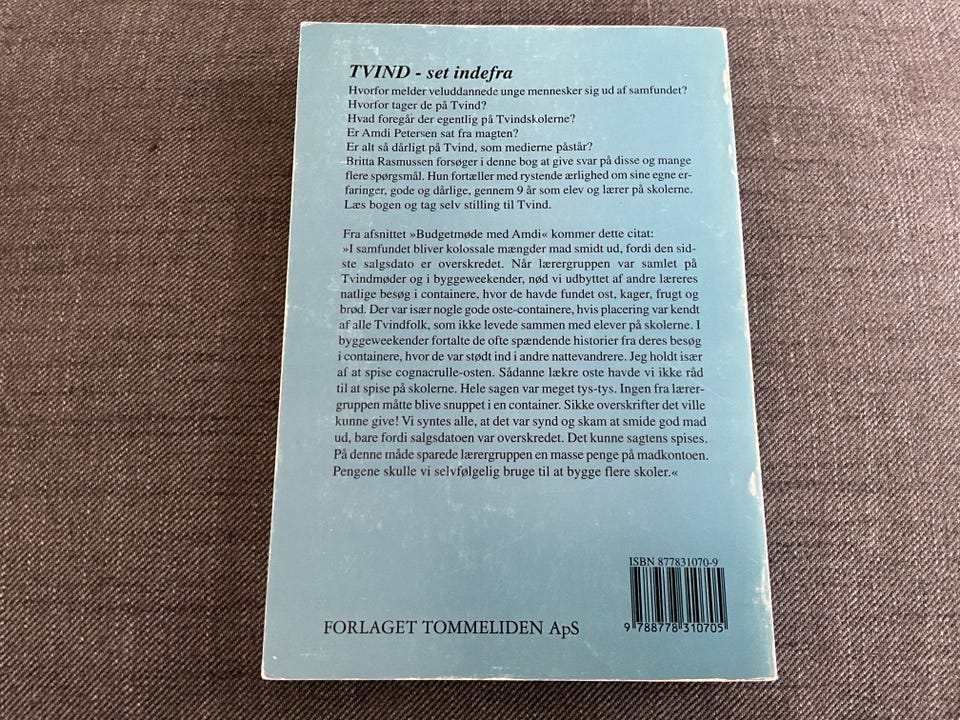 TVIND - set indefra
Hvorfor melder veluddannede unge mennesker sig ud af samfundet?
Hvorfor tager de på Tvind?
Hvad foregår der egentlig på Tvindskolerne?
Er Amdi Petersen sat fra magten?
Er alt så dårligt på Tvind, som medierne påstår?
Britta Rasmussen forsøger i denne bog at give svar på disse og mange
flere spørgsmål. Hun fortæller med rystende ærlighed om sine egne er-
faringer, gode og dårlige, gennem 9 år som elev og lærer på skolerne.
Læs bogen og tag selv stilling til Tvind.
Fra afsnittet »Budgetmøde med Amdi« kommer dette citat:
»I samfundet bliver kolossale mængder mad smidt ud, fordi den sid-
ste salgsdato er overskredet. Når lærergruppen var samlet på
Tvindmøder og i byggeweekender, nød vi udbyttet af andre læreres
natlige besøg i containere, hvor de havde fundet ost, kager, frugt og
brød. Der var især nogle gode oste-containere, hvis placering var kendt
af alle Tvindfolk, som ikke levede sammen med elever på skolerne. I
byggeweekender fortalte de ofte spændende historier fra deres besøg
i containere, hvor de var stødt ind i andre nattevandrere. Jeg holdt især
af at spise cognacrulle-osten. Sådanne lækre oste havde vi ikke råd
til at spise på skolerne. Hele sagen var meget tys-tys. Ingen fra lærer-
gruppen måtte blive snuppet i en container. Sikke overskrifter det ville
kunne give! Vi syntes alle, at det var synd og skam at smide god mad
ud, bare fordi salgsdatoen var overskredet. Det kunne sagtens spises.
På denne måde sparede lærergruppen en masse penge på madkontoen.
Pengene skulle vi selvfølgelig bruge til at bygge flere skoler.«
ISBN 877831070-9
9 788778 310705
FORLAGET TOMMELIDEN ApS